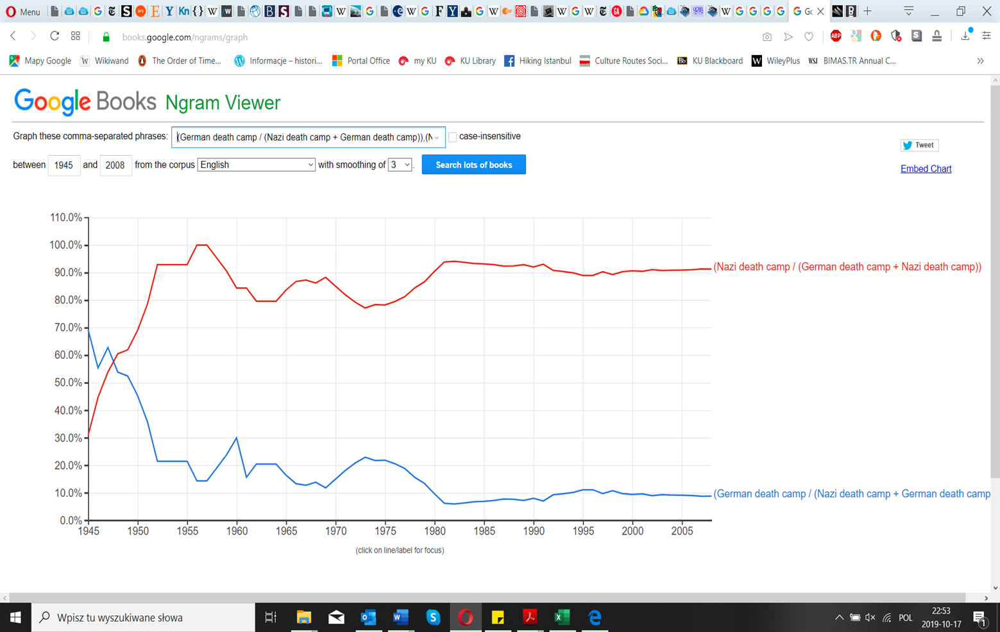 Menu
books.google.com/ngrams/graph
Mapy Google Wikiwand The Order of Time... Informacje – histori... Portal Office my KU KU Library Hiking Istanbul Culture Routes Soci... KU Blackboard WileyPlus BIMAS.TR Annual C...
Google Books Ngram Viewer
Graph these comma-separated phrases: (German death camp / (Nazi death camp + German death camp)),(N case-insensitive
Tweet
between 1945 and 2008 from the corpus English with smoothing of 3 . Search lots of books
Embed Chart
110.0%
100.0%
90.0%
80.0%
70.0%
60.0%
50.0%
40.0%
30.0%
20.0%
10.0%
0.0%
(Nazi death camp / (German death camp + Nazi death camp))
(German death camp / (Nazi death camp + German death camp
1945 1950 1955 1960 1965 1970 1975 1980 1985 1990 1995 2000 2005
(click on line/label for focus)
Wpisz tu wyszukiwane słowa
POL
22:53
2019-10-17
1